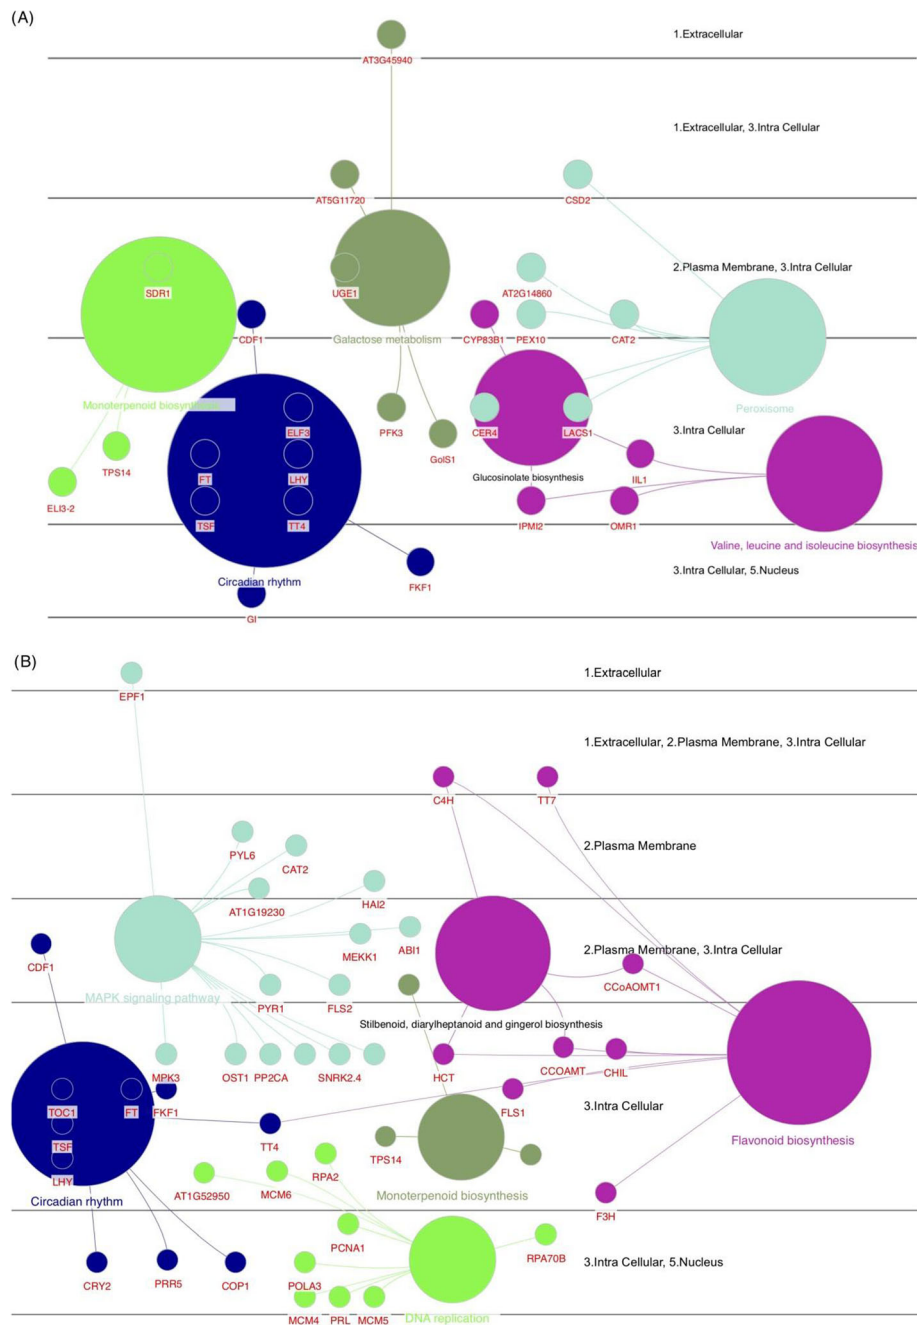 (A)
1.Extracellular
AT3G45940
1.Extracellular, 3.Intra Cellular
AT5G11720
CSD2
2.Plasma Membrane, 3.Intra Cellular
SDR1
UGE1
AT2G14860
CDF1
Galactose metabolism
CYP83B1
PEX10
CAT2
Monoterpenoid biosynthesis
Peroxisome
ELF3
PFK3
CER4
LACS1
3.Intra Cellular
GolS1
TPS14
FT
LHY
Glucosinolate biosynthesis
IIL1
ELI3-2
TSF
TT4
IPMI2
OMR1
Valine, leucine and isoleucine biosynthesis
3.Intra Cellular, 5.Nucleus
Circadian rhythm
FKF1
GI
(B)
1.Extracellular
EPF1
1.Extracellular, 2.Plasma Membrane, 3.Intra Cellular
C4H
TT7
2.Plasma Membrane
PYL6
CAT2
AT1G19230
HAI2
ABI1
2.Plasma Membrane, 3.Intra Cellular
MEKK1
CDF1
CCoAOMT1
MAPK signaling pathway
PYR1
FLS2
Stilbenoid, diarylheptanoid and gingerol biosynthesis
MPK3
OST1
PP2CA
SNRK2.4
HCT
CCOAMT
CHIL
TOC1
FT
FKF1
FLS1
3.Intra Cellular
TSF
TT4
Flavonoid biosynthesis
TPS14
LHY
RPA2
Circadian rhythm
AT1G52950
MCM6
Monoterpenoid biosynthesis
F3H
PCNA1
RPA70B
3.Intra Cellular, 5.Nucleus
CRY2
PRR5
COP1
POLA3
MCM4
PRL
MCM5
DNA replication